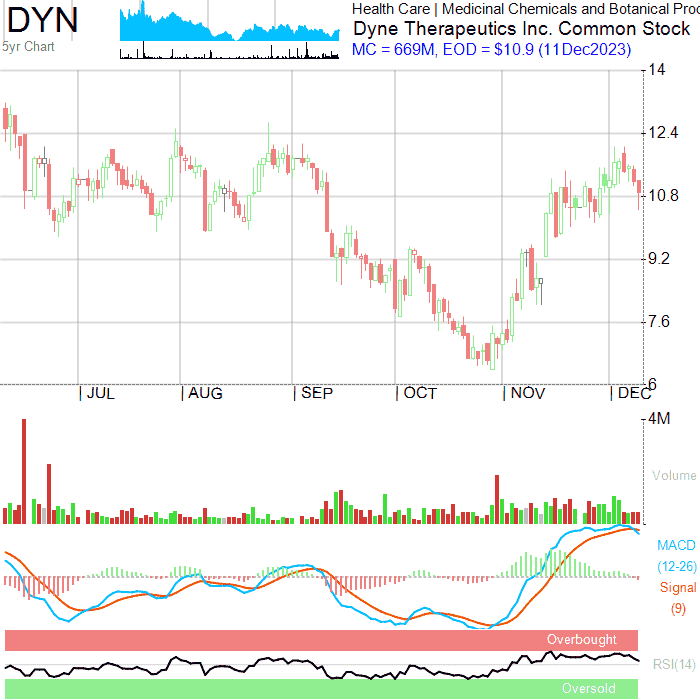 DYN
5yr Chart
Health Care | Medicinal Chemicals and Botanical Proc
Dyne Therapeutics Inc. Common Stock
MC = 669M, EOD = $10.9 (11Dec2023)
14
12.4
10.8
9.2
7.6
6
JUL AUG SEP OCT NOV DEC
4M
Volume
MACD
(12-26)
Signal
(9)
Overbought
RSI(14)
Oversold